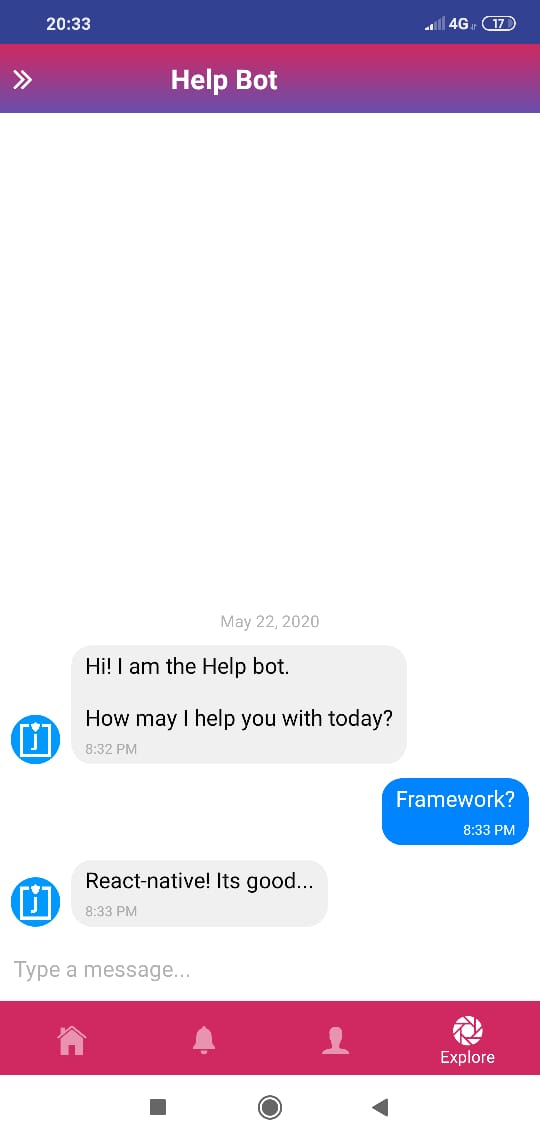 20:33
4G
17
Help Bot
May 22, 2020
Hi! I am the Help bot.
How may I help you with today?
8:32 PM
Framework?
8:33 PM
React-native! Its good...
8:33 PM
Type a message...
Explore